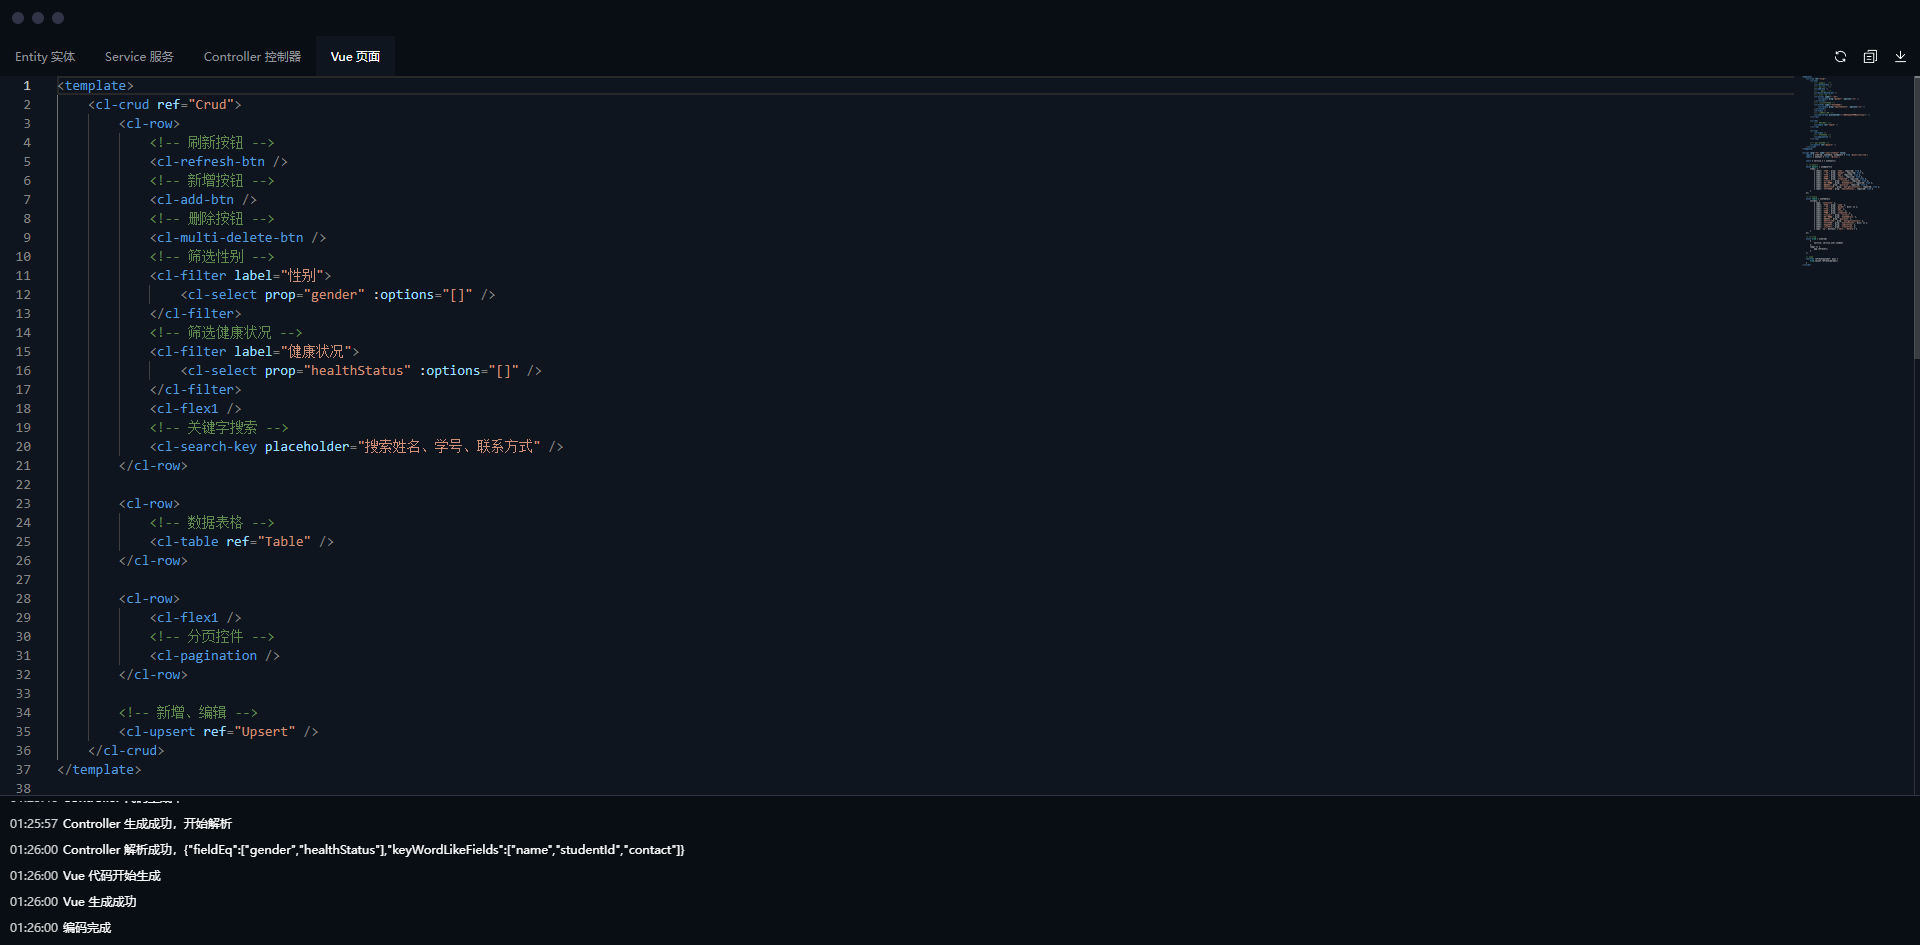 Entity 实体 Service 服务 Controller 控制器 Vue 页面
1 <template>
2 <cl-crud ref="Crud">
3 <cl-row>
4 <!-- 刷新按钮 -->
5 <cl-refresh-btn />
6 <!-- 新增按钮 -->
7 <cl-add-btn />
8 <!-- 删除按钮 -->
9 <cl-multi-delete-btn />
10 <!-- 筛选性别 -->
11 <cl-filter label="性别">
12 <cl-select prop="gender" :options="[]" />
13 </cl-filter>
14 <!-- 筛选健康状况 -->
15 <cl-filter label="健康状况">
16 <cl-select prop="healthStatus" :options="[]" />
17 </cl-filter>
18 <cl-flex1 />
19 <!-- 关键字搜索 -->
20 <cl-search-key placeholder="搜索姓名、学号、联系方式" />
21 </cl-row>
22
23 <cl-row>
24 <!-- 数据表格 -->
25 <cl-table ref="Table" />
26 </cl-row>
27
28 <cl-row>
29 <cl-flex1 />
30 <!-- 分页控件 -->
31 <cl-pagination />
32 </cl-row>
33
34 <!-- 新增、编辑 -->
35 <cl-upsert ref="Upsert" />
36 </cl-crud>
37 </template>
38
01:25:57 Controller 生成成功，开始解析
01:26:00 Controller 解析成功，{"fieldEq":["gender","healthStatus"],"keyWordLikeFields":["name","studentId","contact"]}
01:26:00 Vue 代码开始生成
01:26:00 Vue 生成成功
01:26:00 编码完成